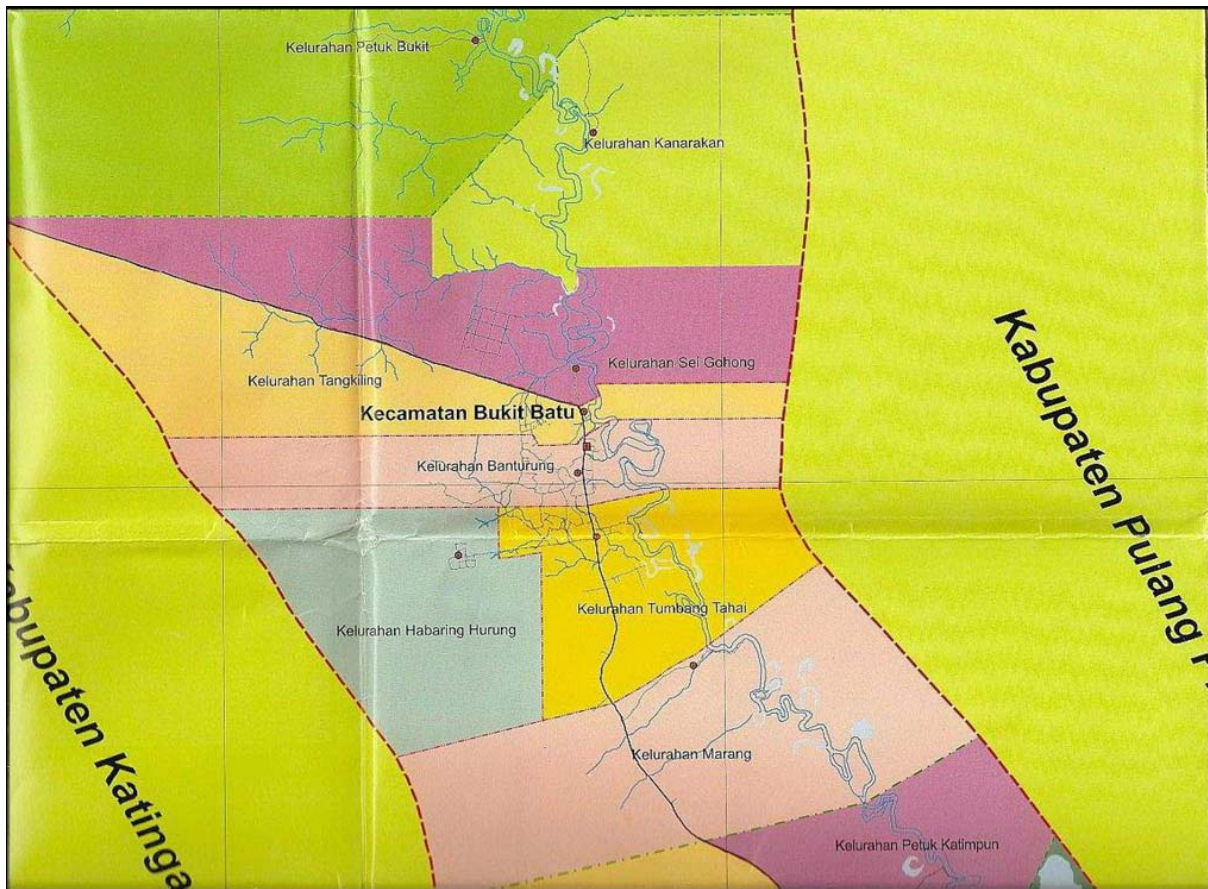 Kelurahan Petuk Bukit
Kelurahan Kanarakan
Kelurahan Sei Gohong
Kelurahan Tangkiling
Kecamatan Bukit Batu
Kelurahan Banturung
Kabupaten Pulang
Kelurahan Tumbang Tahai
Kelurahan Habaring Hurung
Kabupaten Katinga
Kelurahan Marang
Kelurahan Petuk Katimpun